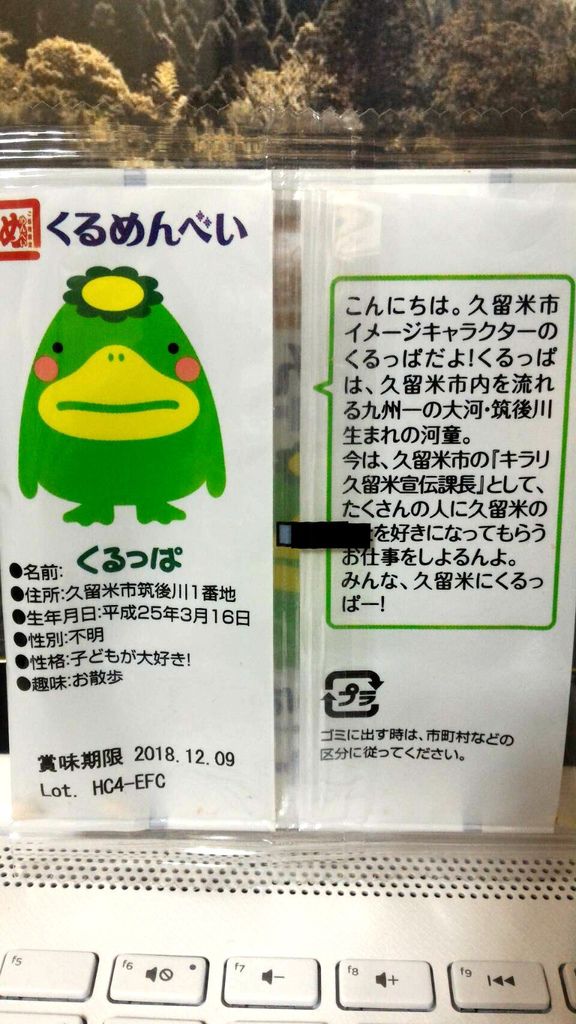 め
くるめんべい
●名前: くるっぱ
●住所:久留米市筑後川1番地
●生年月日:平成25年3月16日
●性別:不明
●性格:子どもが大好き!
●趣味:お散歩
賞味期限 2018.12.09
Lot. HC4-EFC
こんにちは。久留米市
イメージキャラクターの
くるっぱだよ!くるっぱ
は、久留米市内を流れ
る九州一の大河・筑後川
生まれの河童。
今は、久留米市の『キラリ
久留米宣伝課長』として、
たくさんの人に久留米の
を好きになってもらう
お仕事をしよるんよ。
みんな、久留米にくるっ
ぱー!
プラ
ゴミに出す時は、市町村などの
区分に従ってください。
f5
f6
f7
f8
f9